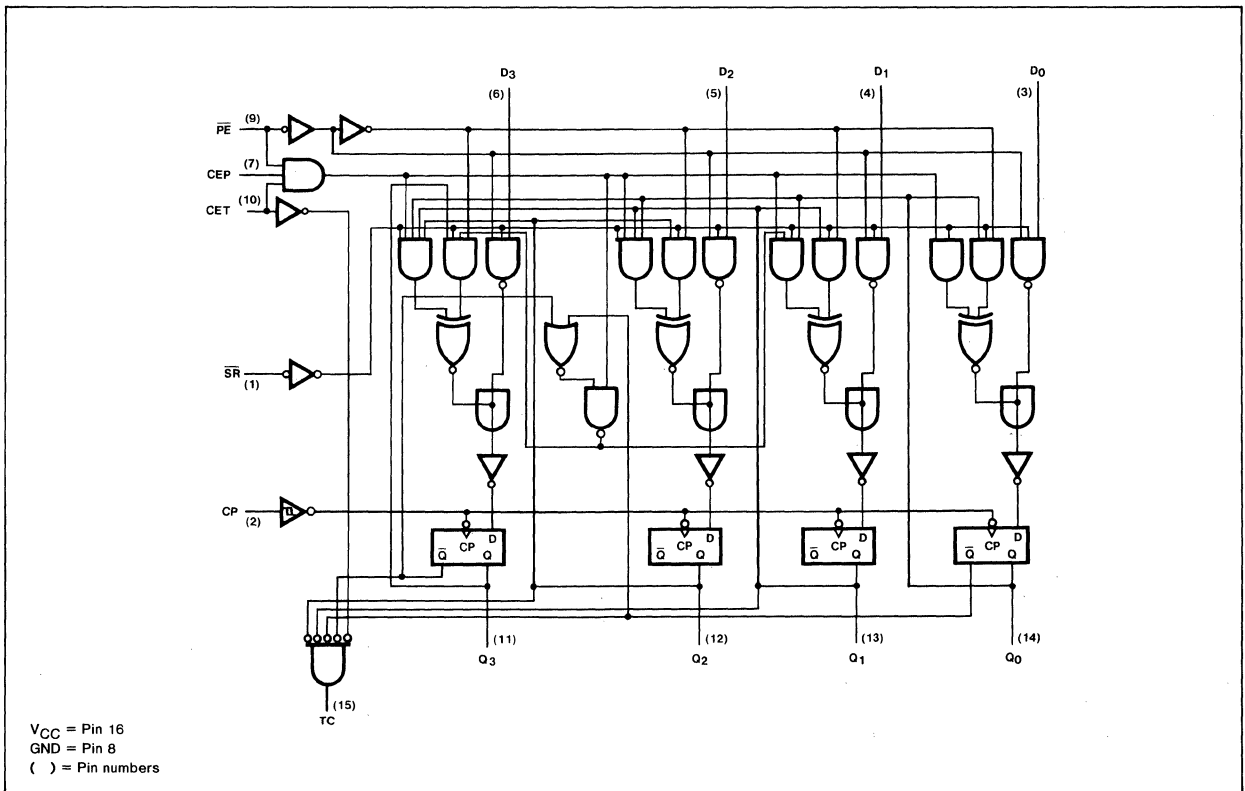 D3
(6)
D2
(5)
D1
(4)
D0
(3)
PE
(9)
CEP
(7)
CET
(10)
SR
(1)
CP
(2)
Q CP D Q
Q CP D Q
Q CP D Q
Q CP D Q
(11)
Q3
(12)
Q2
(13)
Q1
(14)
Q0
(15)
TC
VCC = Pin 16
GND = Pin 8
( ) = Pin numbers